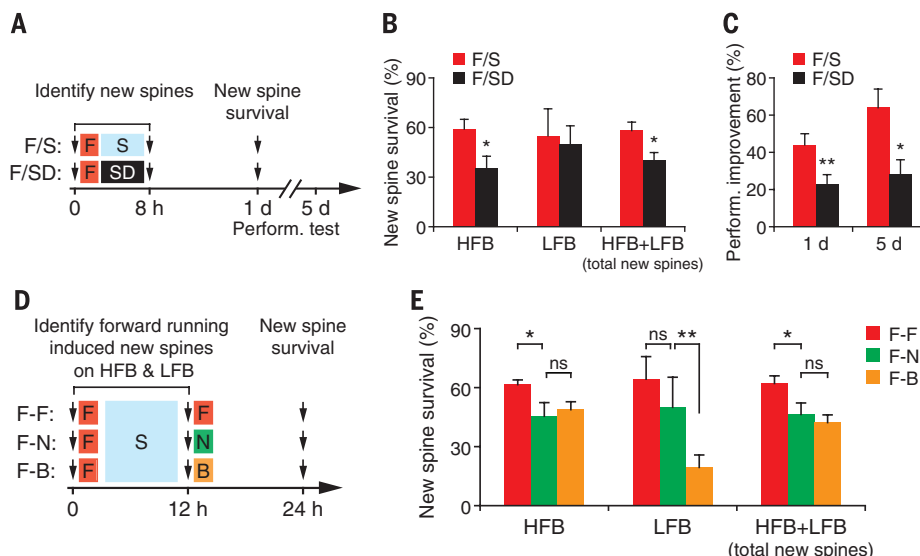 A
Identify new spines
New spine
survival
F/S: F S
F/SD: F SD
0 8 h 1 d 5 d
Perform. test
B
F/S
F/SD
New spine survival (%)
90
60
30
0
*
*
HFB LFB HFB+LFB
(total new spines)
C
F/S
F/SD
Perform. improvement (%)
80
60
40
20
0
**
*
1 d 5 d
D
Identify forward running
induced new spines
on HFB & LFB
New spine
survival
F-F: F S F
F-N: F N
F-B: F B
0 12 h 24 h
E
New spine survival (%)
90
60
30
0
* ns
ns **
* ns
F-F
F-N
F-B
HFB LFB HFB+LFB
(total new spines)